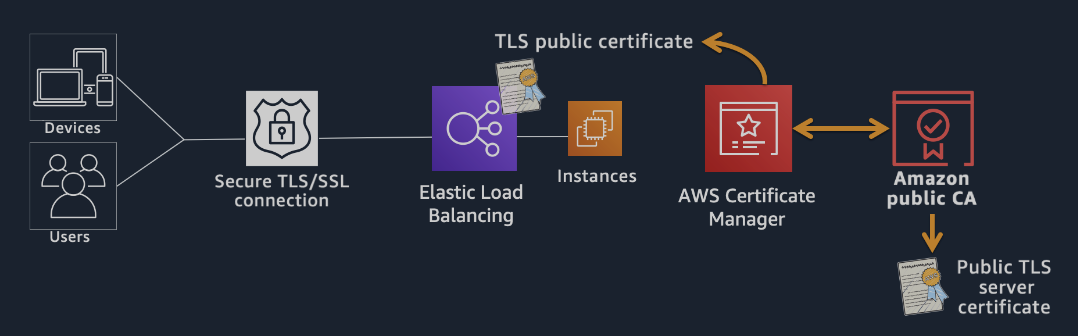 TLS public certificate
Devices
Users
Secure TLS/SSL
connection
Elastic Load
Balancing
Instances
AWS Certificate
Manager
Amazon
public CA
Public TLS
server
certificate